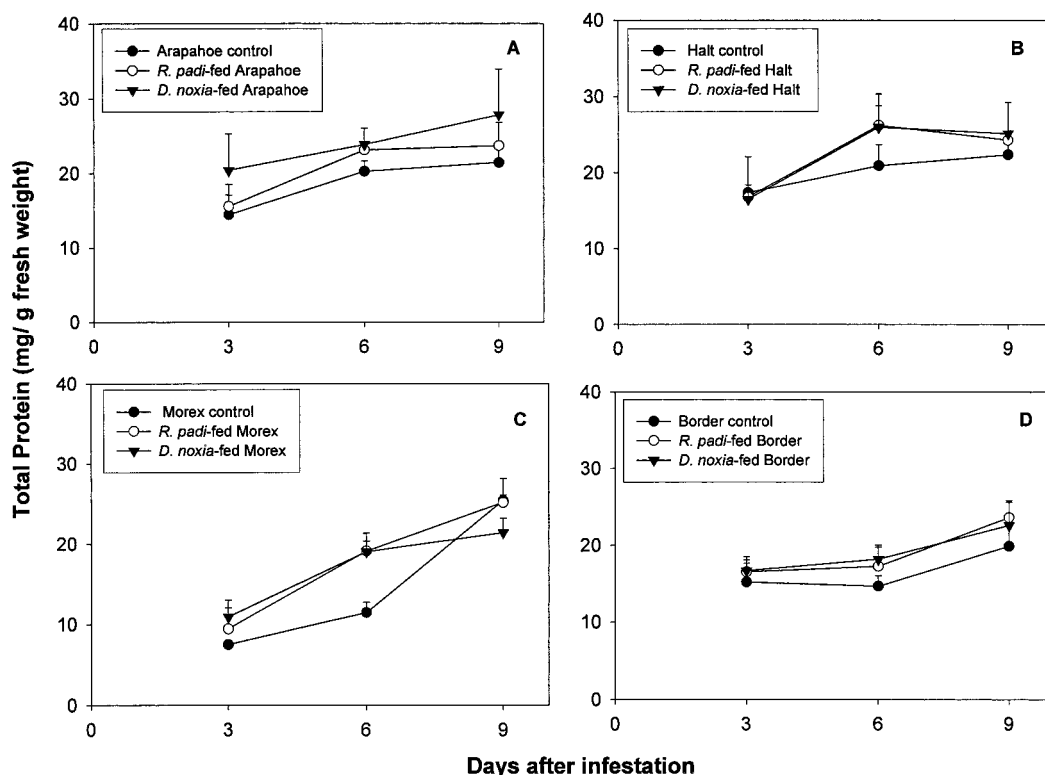 Total Protein (mg/ g fresh weight)
40
30
20
10
0
A
Arapahoe control
R. padi-fed Arapahoe
D. noxia-fed Arapahoe
0 3 6 9
40
30
20
10
0
B
Halt control
R. padi-fed Halt
D. noxia-fed Halt
0 3 6 9
40
30
20
10
0
C
Morex control
R. padi-fed Morex
D. noxia-fed Morex
0 3 6 9
40
30
20
10
0
D
Border control
R. padi-fed Border
D. noxia-fed Border
0 3 6 9
Days after infestation